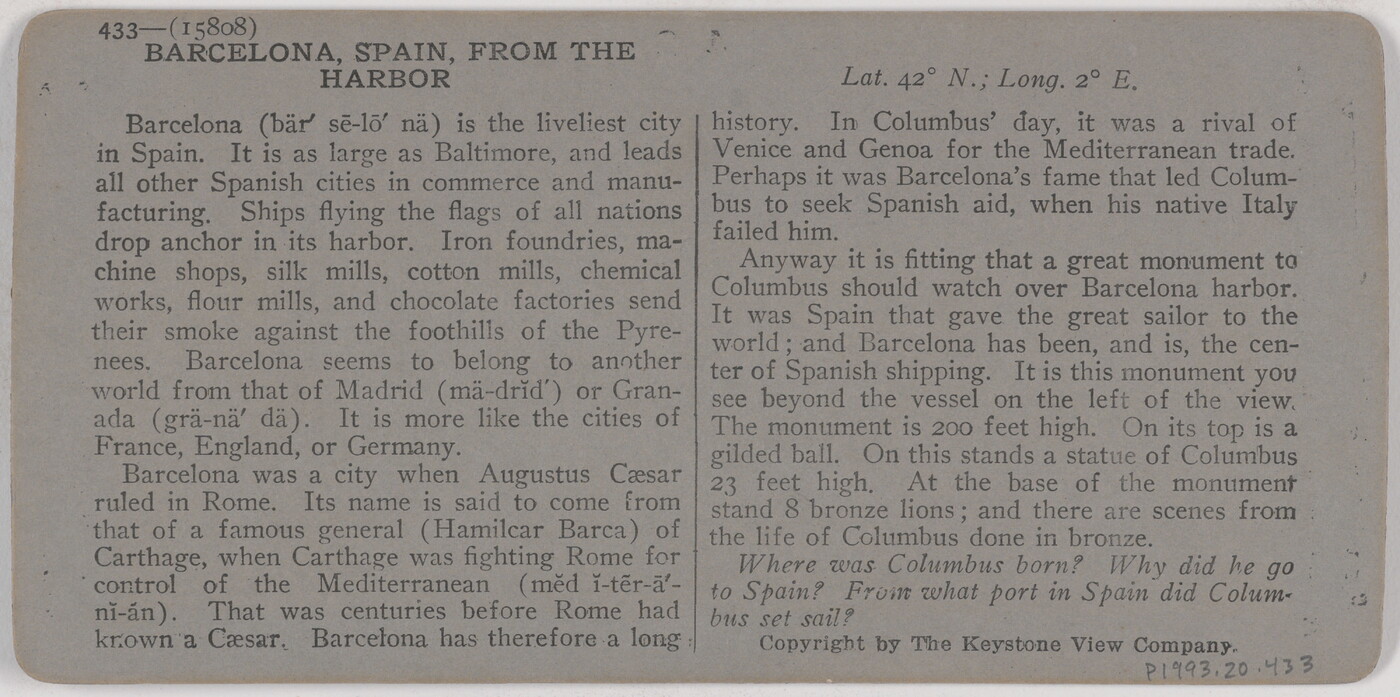 433—(15808)
BARCELONA, SPAIN, FROM THE
HARBOR
Barcelona (bär′ sē-lō′ nä) is the liveliest city
in Spain. It is as large as Baltimore, and leads
all other Spanish cities in commerce and manu-
facturing. Ships flying the flags of all nations
drop anchor in its harbor. Iron foundries, ma-
chine shops, silk mills, cotton mills, chemical
works, flour mills, and chocolate factories send
their smoke against the foothills of the Pyre-
nees. Barcelona seems to belong to another
world from that of Madrid (mä-drĭd′) or Gran-
ada (grä-nä′ dä). It is more like the cities of
France, England, or Germany.
Barcelona was a city when Augustus Cæsar
ruled in Rome. Its name is said to come from
that of a famous general (Hamilcar Barca) of
Carthage, when Carthage was fighting Rome for
control of the Mediterranean (mĕd ĭ-tẽr-ā′-
nĭ-án). That was centuries before Rome had
known a Cæsar. Barcelona has therefore a long
Lat. 42° N.; Long. 2° E.
history. In Columbus’ day, it was a rival of
Venice and Genoa for the Mediterranean trade.
Perhaps it was Barcelona’s fame that led Colum-
bus to seek Spanish aid, when his native Italy
failed him.
Anyway it is fitting that a great monument to
Columbus should watch over Barcelona harbor.
It was Spain that gave the great sailor to the
world; and Barcelona has been, and is, the cen-
ter of Spanish shipping. It is this monument you
see beyond the vessel on the left of the view.
The monument is 200 feet high. On its top is a
gilded ball. On this stands a statue of Columbus
23 feet high. At the base of the monument
stand 8 bronze lions; and there are scenes from
the life of Columbus done in bronze.
Where was Columbus born? Why did he go
to Spain? From what port in Spain did Colum-
bus set sail?
Copyright by The Keystone View Company.
P1993.20.433